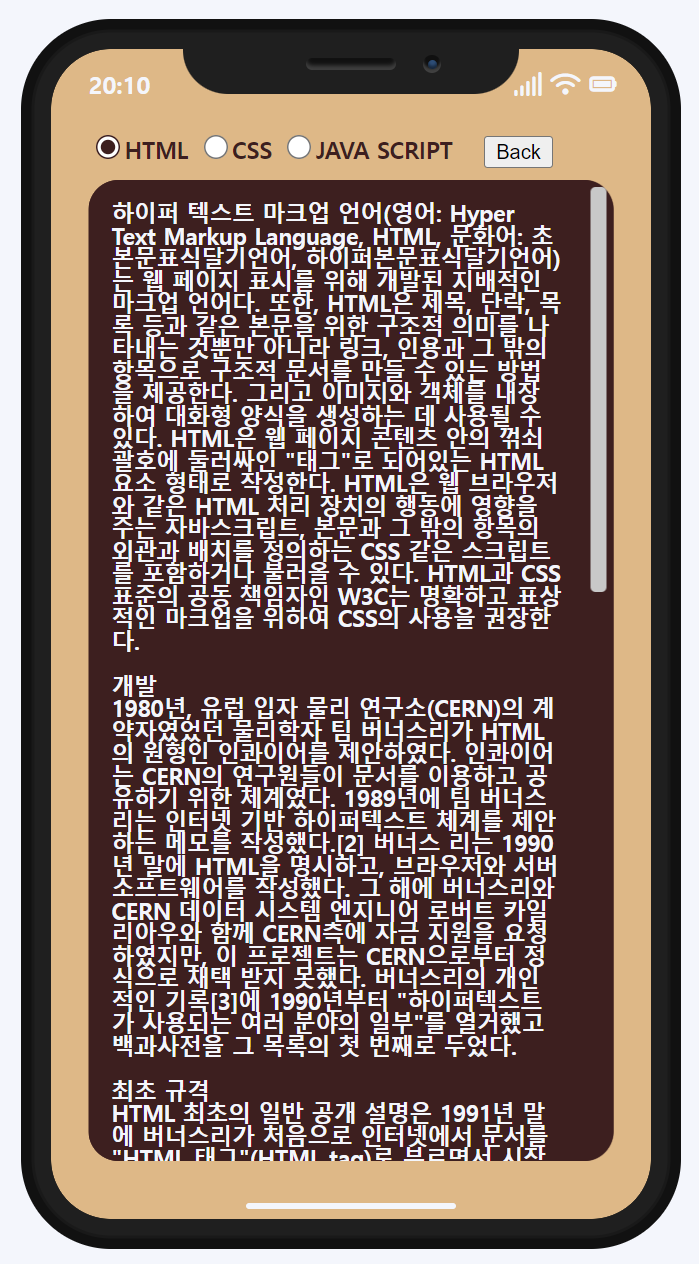 20:10
HTML CSS JAVA SCRIPT Back
하이퍼 텍스트 마크업 언어(영어: Hyper
Text Markup Language, HTML, 문화어: 초
본문표식달기언어, 하이퍼본문표식달기언어)
는 웹 페이지 표시를 위해 개발된 지배적인
마크업 언어다. 또한, HTML은 제목, 단락, 목
록 등과 같은 본문을 위한 구조적 의미를 나
타내는 것뿐만 아니라 링크, 인용과 그 밖의
항목으로 구조적 문서를 만들 수 있는 방법
을 제공한다. 그리고 이미지와 객체를 내장
하여 대화형 양식을 생성하는 데 사용될 수
있다. HTML은 웹 페이지 콘텐츠 안의 꺾쇠
괄호에 둘러싸인 "태그"로 되어있는 HTML
요소 형태로 작성한다. HTML은 웹 브라우저
와 같은 HTML 처리 장치의 행동에 영향을
주는 자바스크립트, 본문과 그 밖의 항목의
외관과 배치를 정의하는 CSS 같은 스크립트
를 포함하거나 불러올 수 있다. HTML과 CSS
표준의 공동 책임자인 W3C는 명확하고 표상
적인 마크업을 위하여 CSS의 사용을 권장한
다.
개발
1980년, 유럽 입자 물리 연구소(CERN)의 계
약자였었던 물리학자 팀 버너스리가 HTML
의 원형인 인콰이어를 제안하였다. 인콰이어
는 CERN의 연구원들이 문서를 이용하고 공
유하기 위한 체계였다. 1989년에 팀 버너스
리는 인터넷 기반 하이퍼텍스트 체계를 제안
하는 메모를 작성했다.[2] 버너스 리는 1990
년 말에 HTML을 명시하고, 브라우저와 서버
소프트웨어를 작성했다. 그 해에 버너스리와
CERN 데이터 시스템 엔지니어 로버트 카일
리아우와 함께 CERN측에 자금 지원을 요청
하였지만, 이 프로젝트는 CERN으로부터 정
식으로 채택 받지 못했다. 버너스리의 개인
적인 기록[3]에 1990년부터 "하이퍼텍스트
가 사용되는 여러 분야의 일부"를 열거했고
백과사전을 그 목록의 첫 번째로 두었다.
최초 규격
HTML 최초의 일반 공개 설명은 1991년 말
에 버너스리가 처음으로 인터넷에서 문서를
"HTML 태그"(HTML tag)로 부르면서 시작